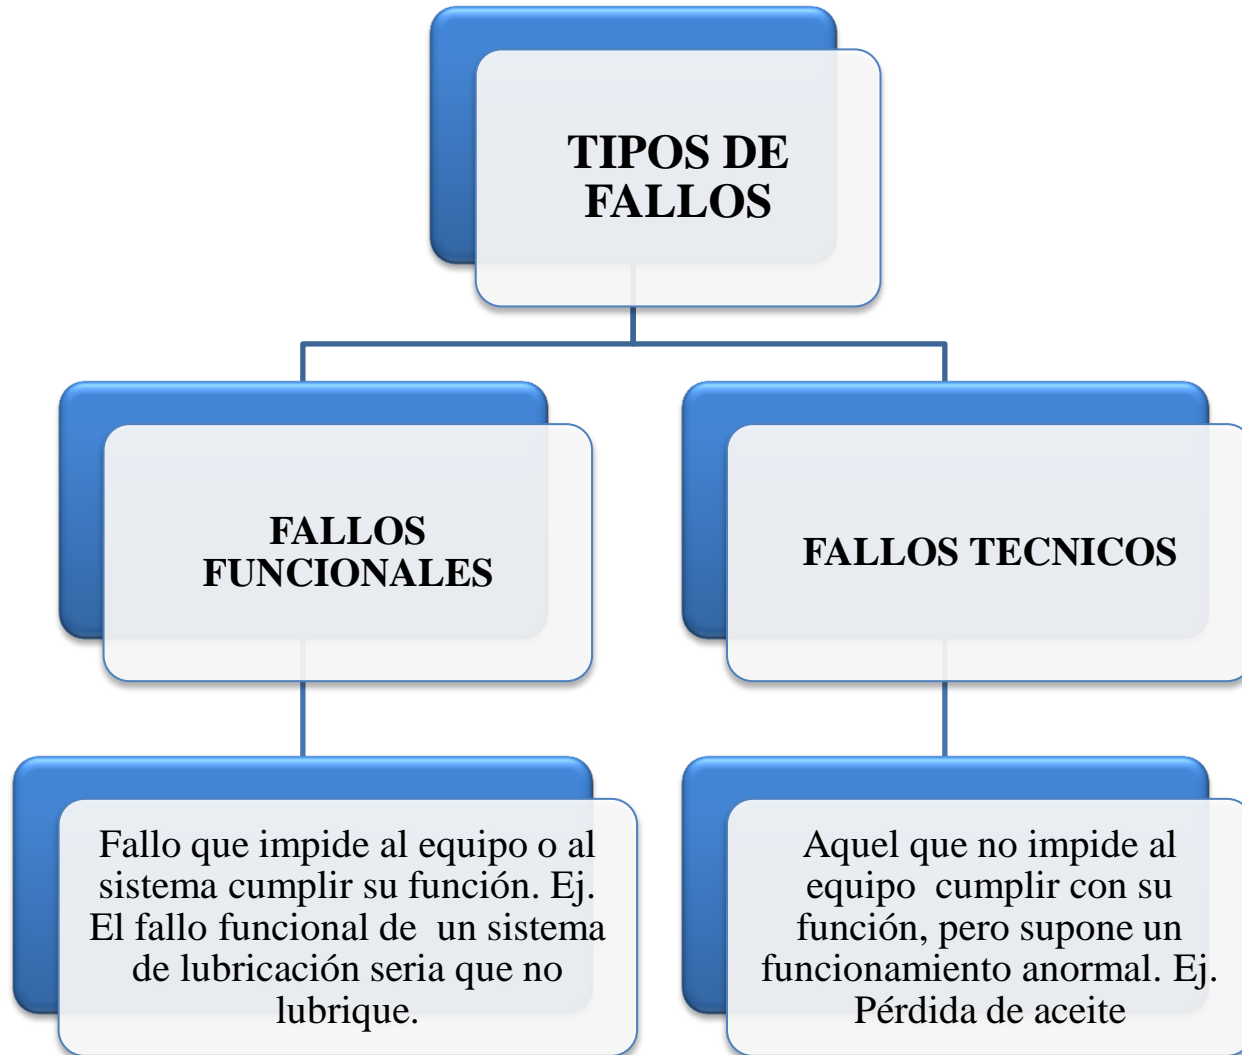 TIPOS DE
FALLOS
FALLOS
FUNCIONALES
FALLOS TECNICOS
Fallo que impide al equipo o al
sistema cumplir su función. Ej.
El fallo funcional de un sistema
de lubricación seria que no
lubrique.
Aquel que no impide al
equipo cumplir con su
función, pero supone un
funcionamiento anormal. Ej.
Pérdida de aceite